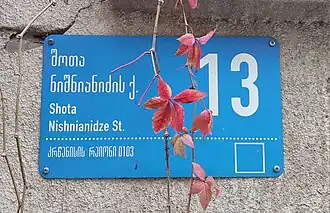 შოთა
ნიშნიანიძის ქ.
Shota
Nishnianidze St.
კრწანისის რაიონი 0103
13